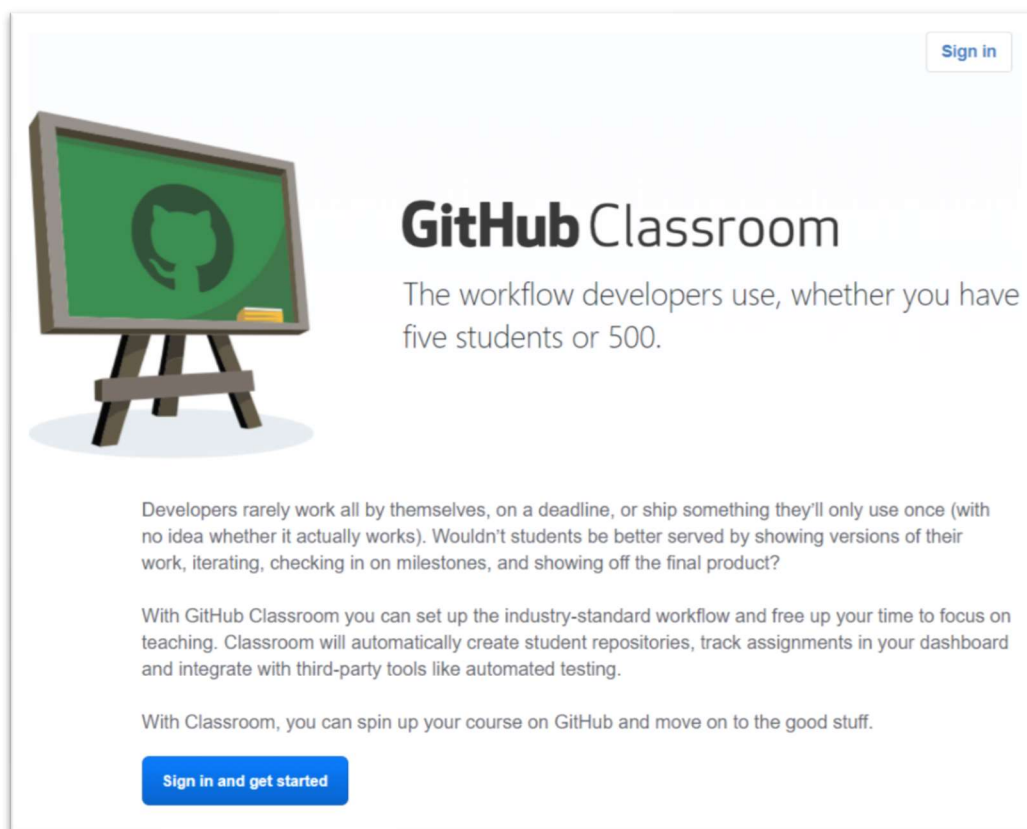 Sign in
GitHub Classroom
The workflow developers use, whether you have
five students or 500.
Developers rarely work all by themselves, on a deadline, or ship something they'll only use once (with
no idea whether it actually works). Wouldn't students be better served by showing versions of their
work, iterating, checking in on milestones, and showing off the final product?
With GitHub Classroom you can set up the industry-standard workflow and free up your time to focus on
teaching. Classroom will automatically create student repositories, track assignments in your dashboard
and integrate with third-party tools like automated testing.
With Classroom, you can spin up your course on GitHub and move on to the good stuff.
Sign in and get started